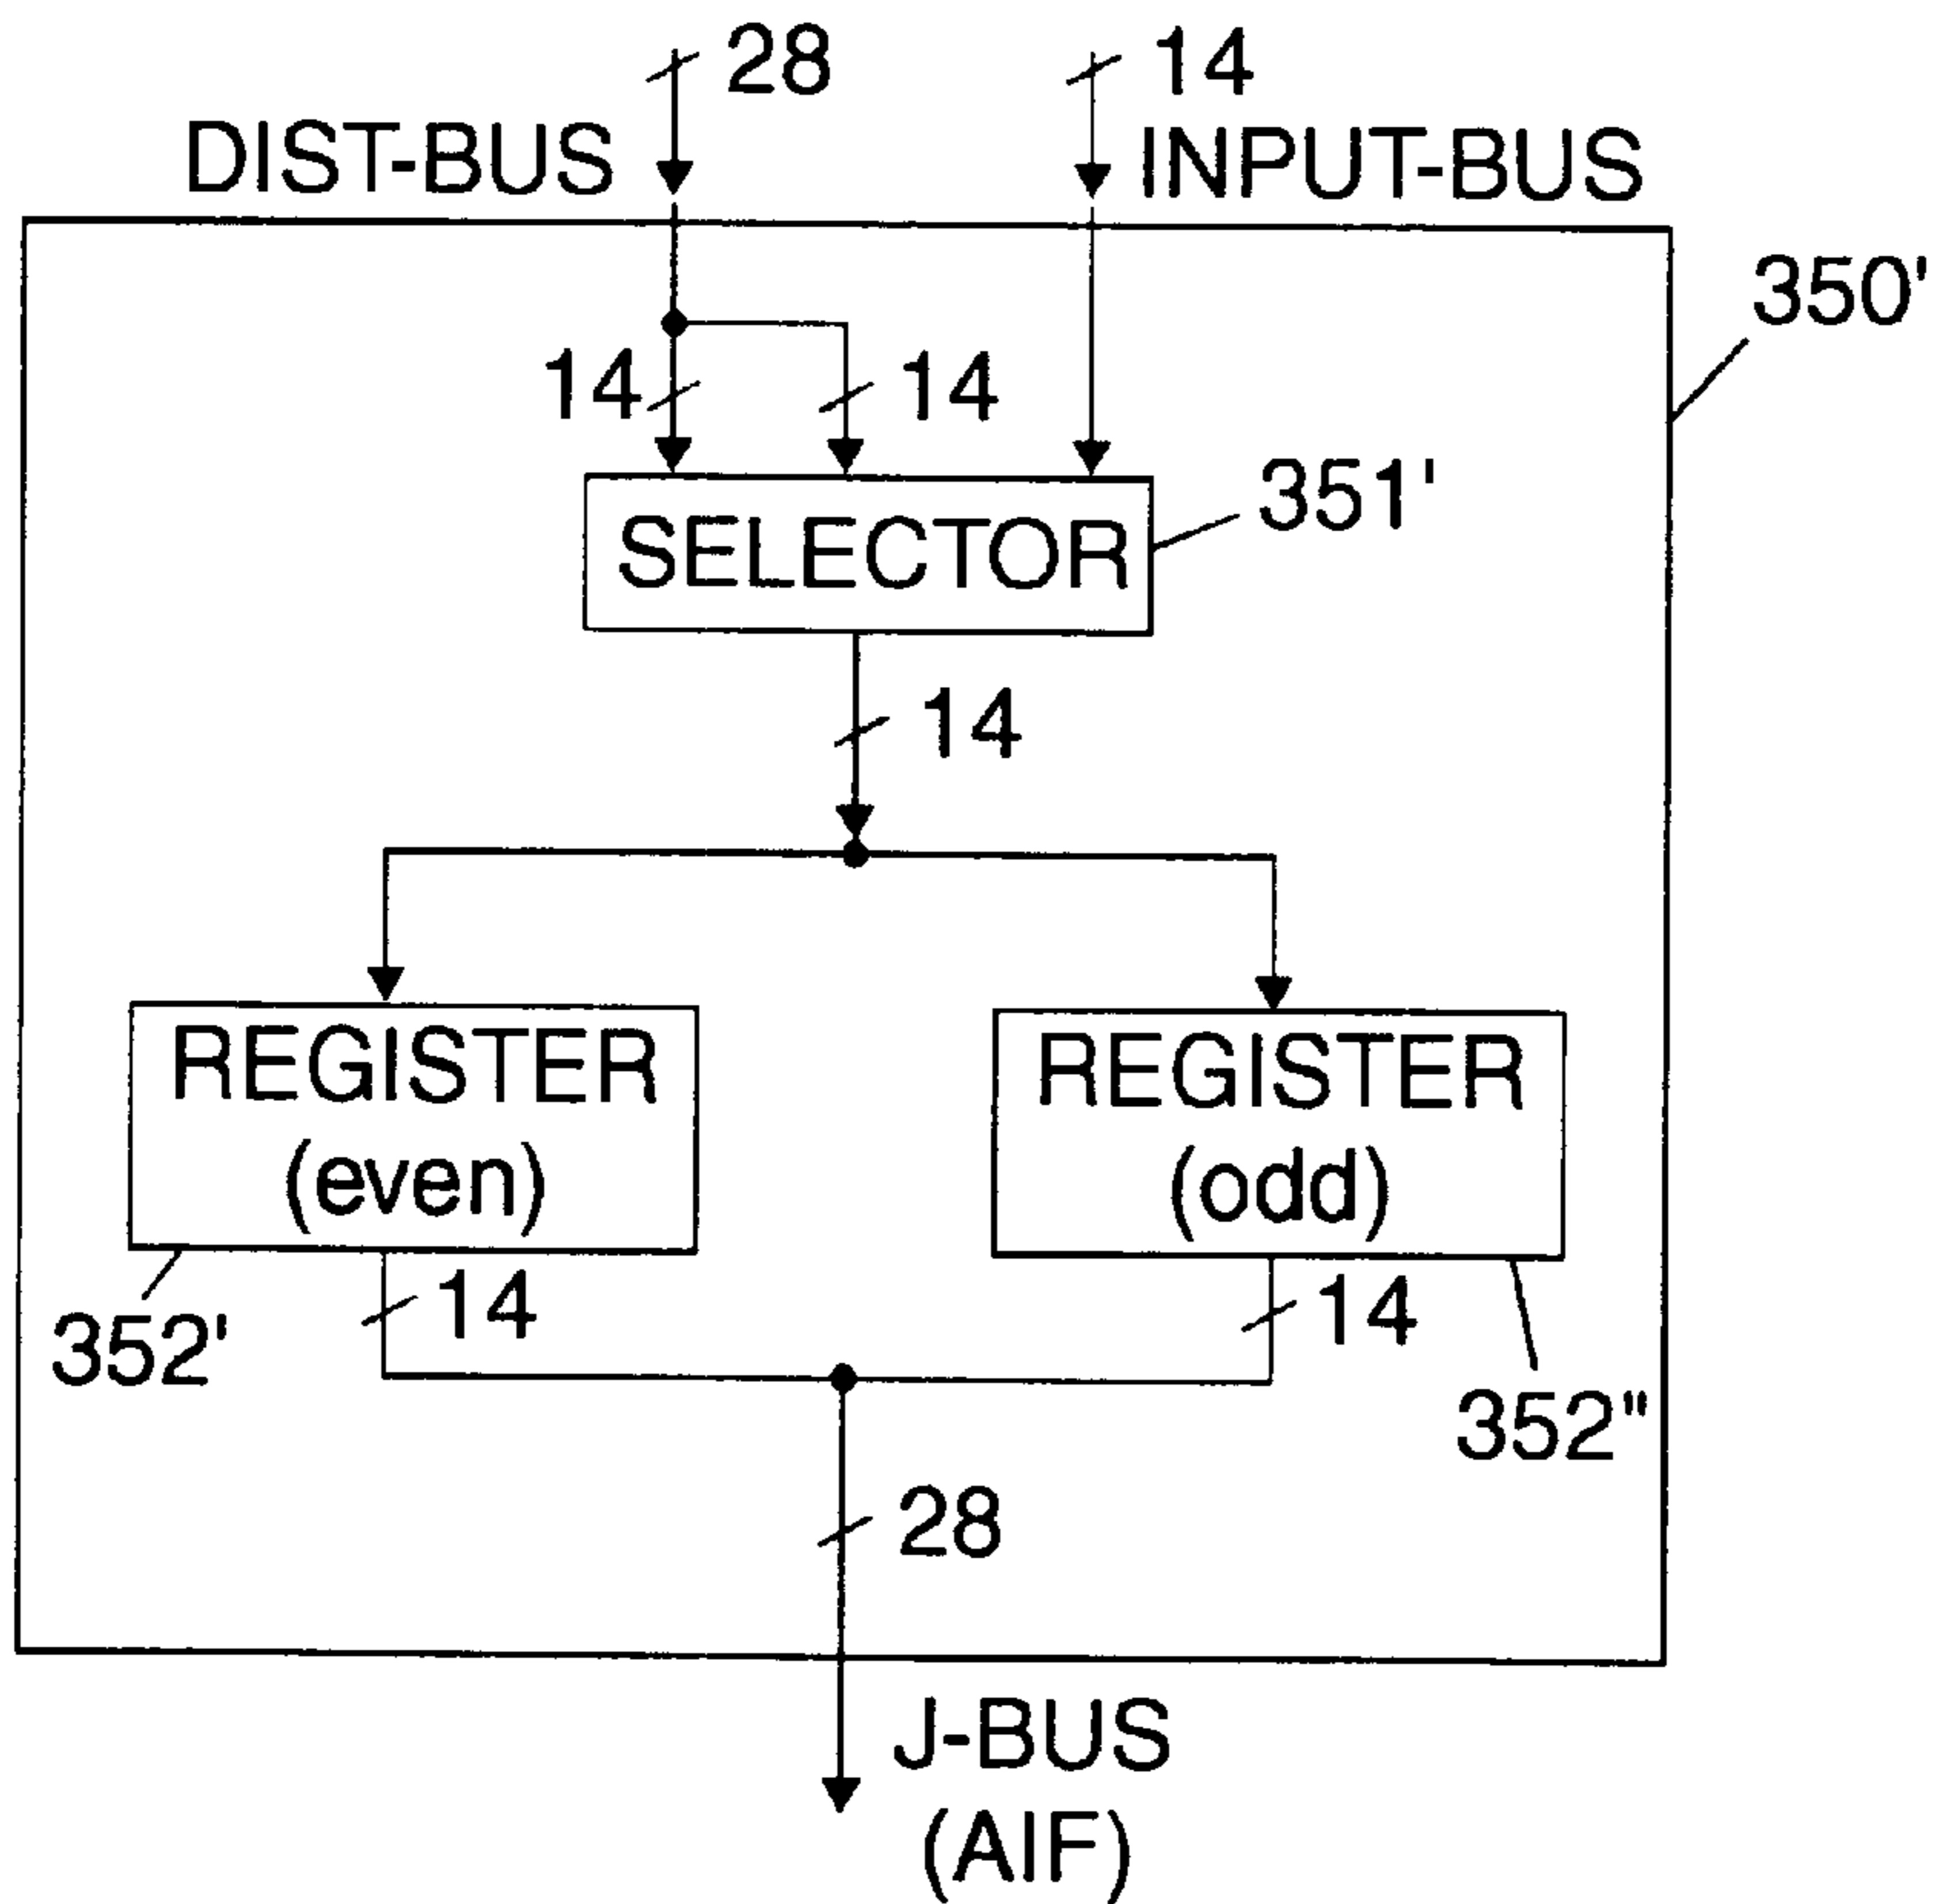 28
14
DIST-BUS
INPUT-BUS
350'
14
14
351'
SELECTOR
14
REGISTER
(even)
REGISTER
(odd)
14
14
352'
352"
28
J-BUS
(AIF)